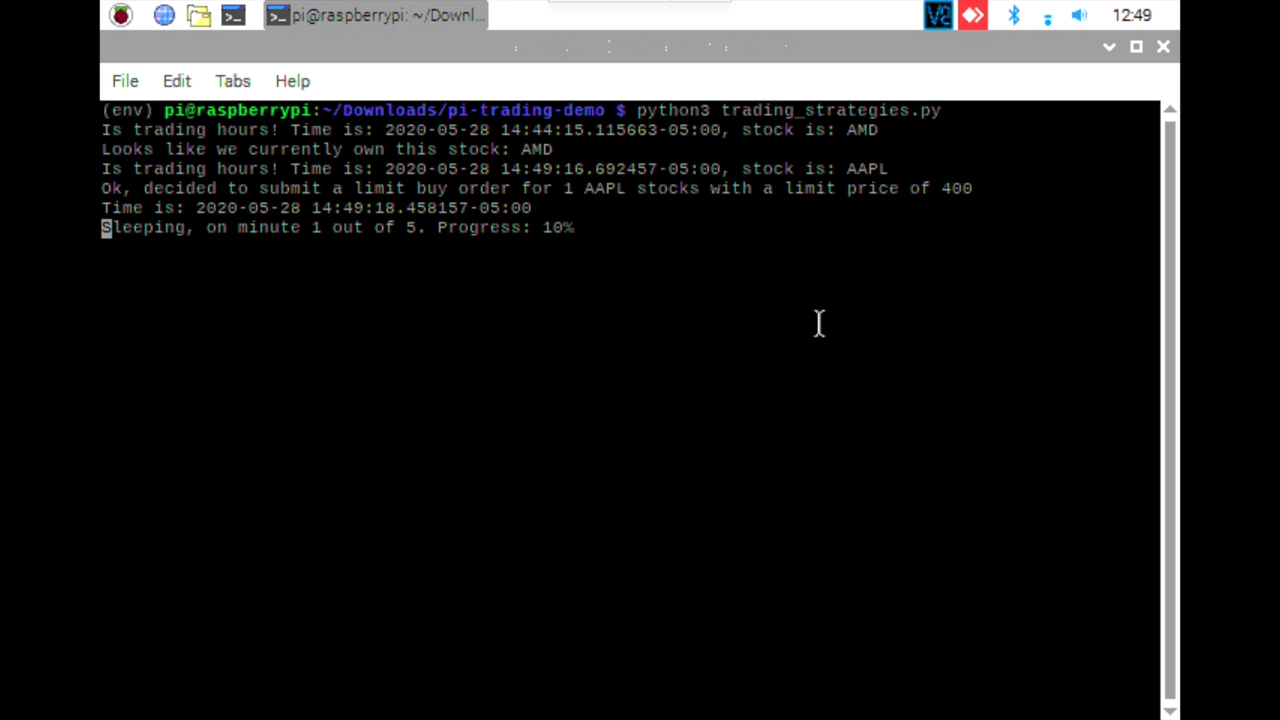 pi@raspberrypi: ~/Downl... 12:49
File Edit Tabs Help
(env) pi@raspberrypi:~/Downloads/pi-trading-demo $ python3 trading_strategies.py
Is trading hours! Time is: 2020-05-28 14:44:15.115663-05:00, stock is: AMD
Looks like we currently own this stock: AMD
Is trading hours! Time is: 2020-05-28 14:49:16.692457-05:00, stock is: AAPL
Ok, decided to submit a limit buy order for 1 AAPL stocks with a limit price of 400
Time is: 2020-05-28 14:49:18.458157-05:00
Sleeping, on minute 1 out of 5. Progress: 10%